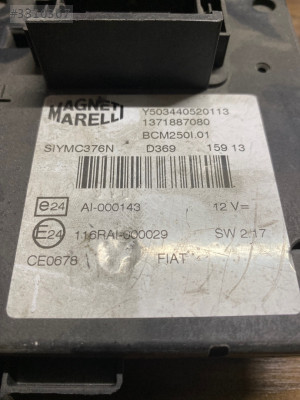 MAGNETI
MARELLI
Y503440520113
1371887080
BCM250I.01
SIYMC376N D369 159 13
e24 AI-000143 12 V=
E24 116RAI-000029 SW 2.17
CE0678 FIAT